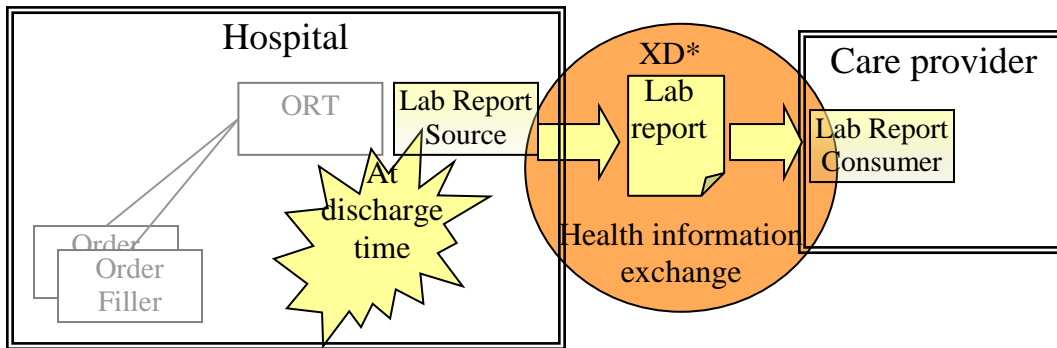 Hospital
ORT
Lab Report
Source
At
discharge
time
Order
Order
Filler
XD*
Lab
report
Health information
exchange
Care provider
Lab Report
Consumer